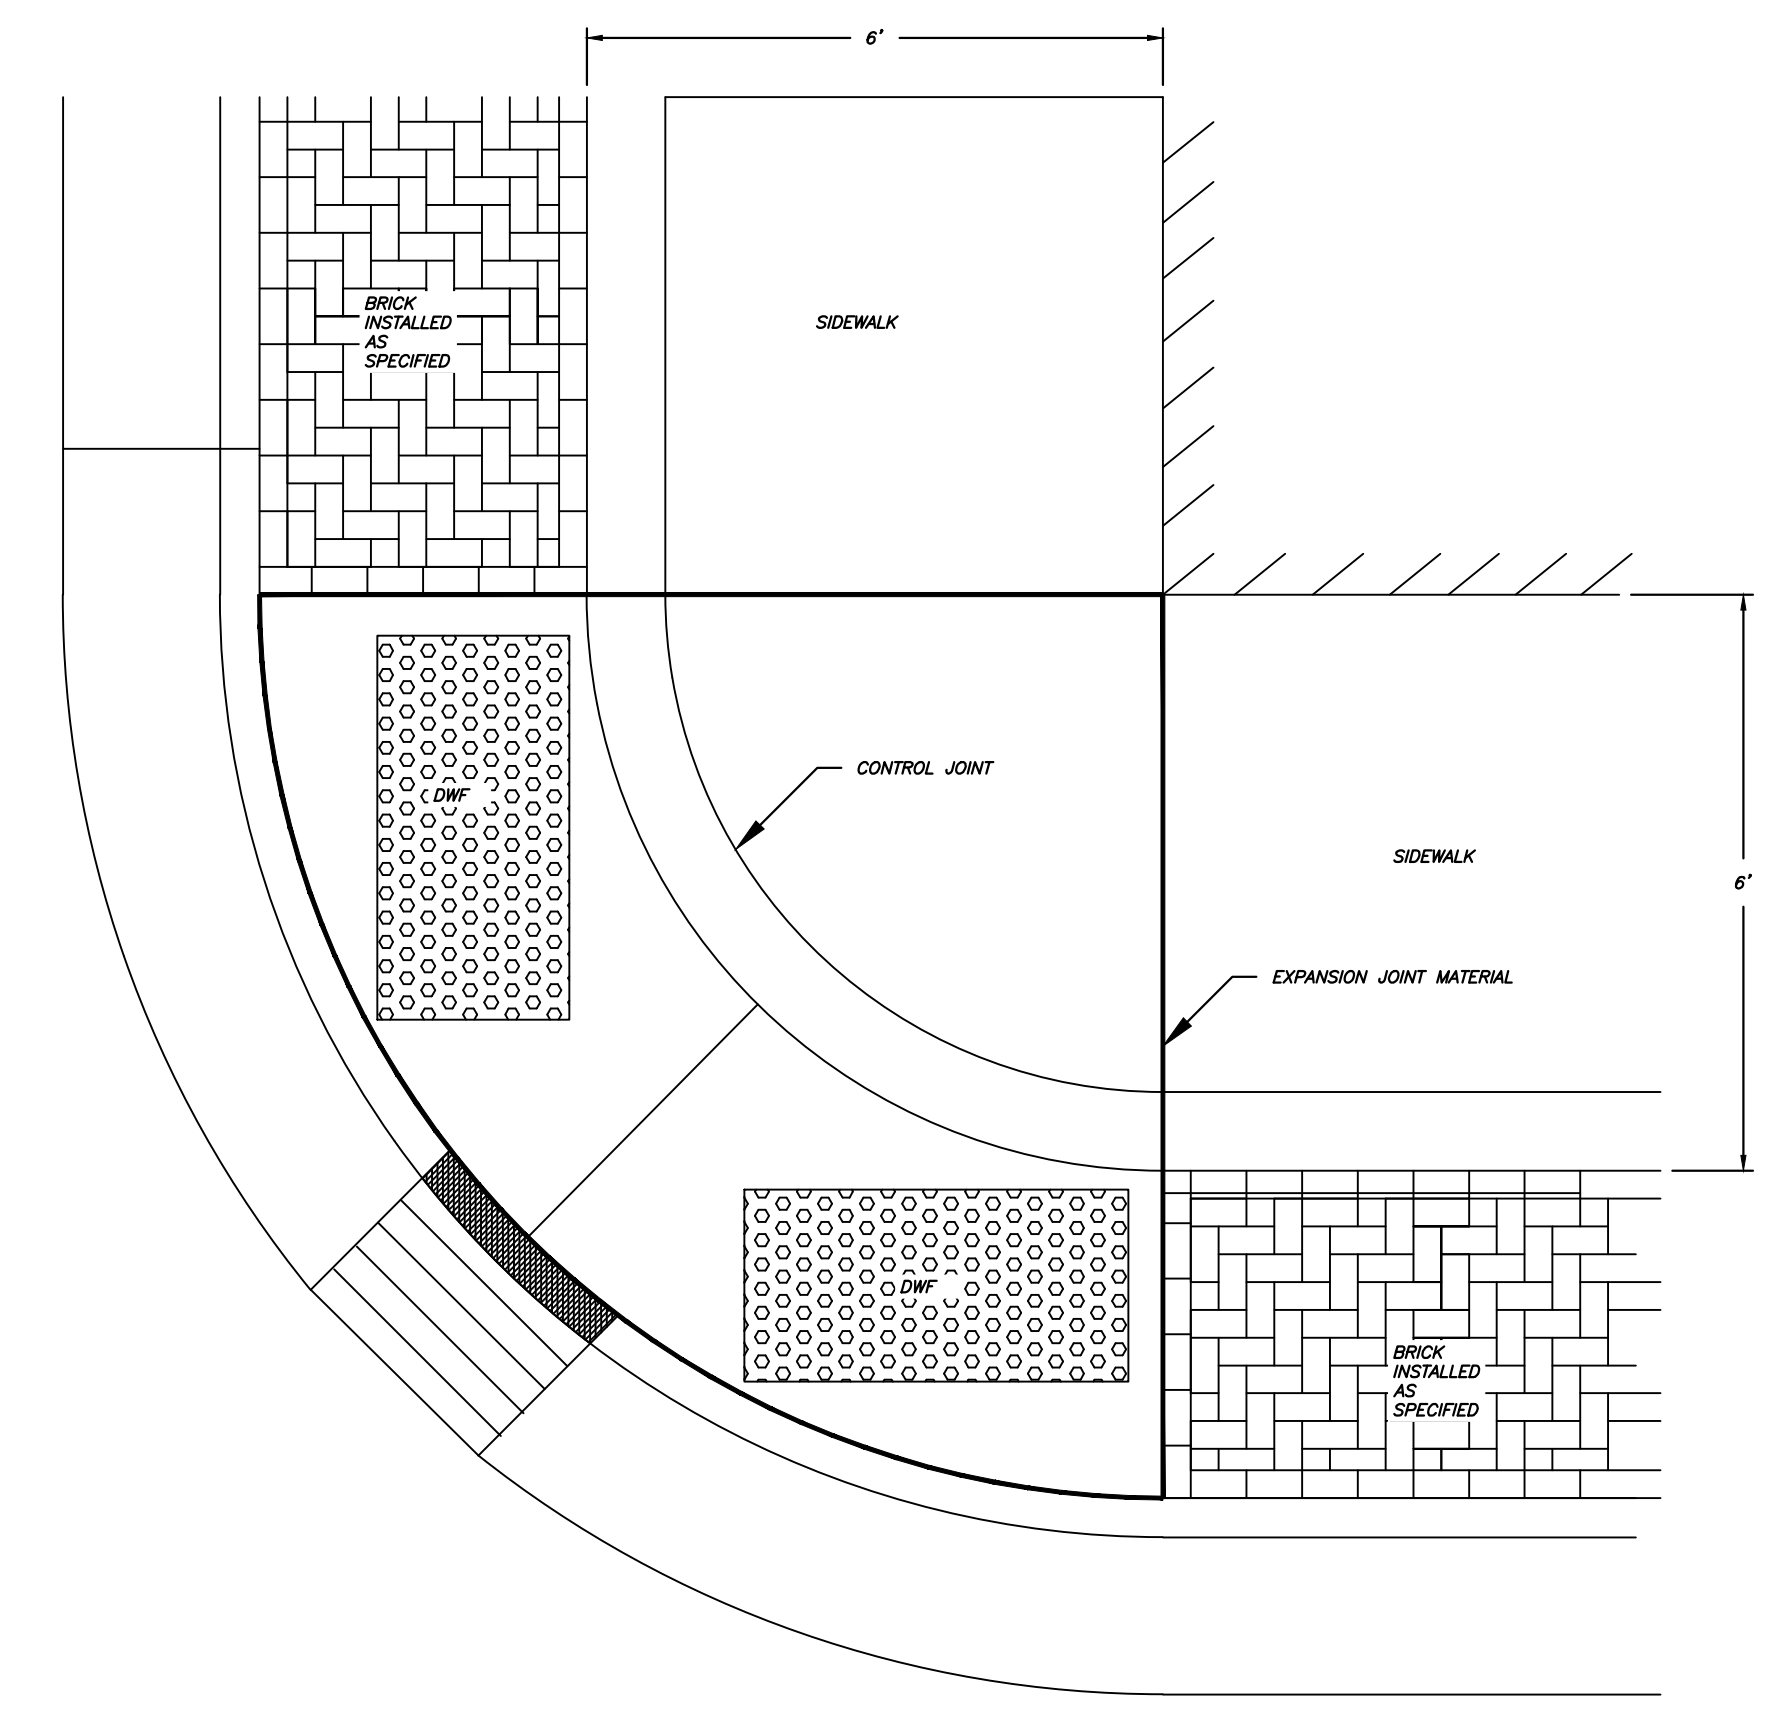 6'
BRICK
INSTALLED
AS
SPECIFIED
SIDEWALK
CONTROL JOINT
DWF
SIDEWALK
6'
EXPANSION JOINT MATERIAL
DWF
BRICK
INSTALLED
AS
SPECIFIED